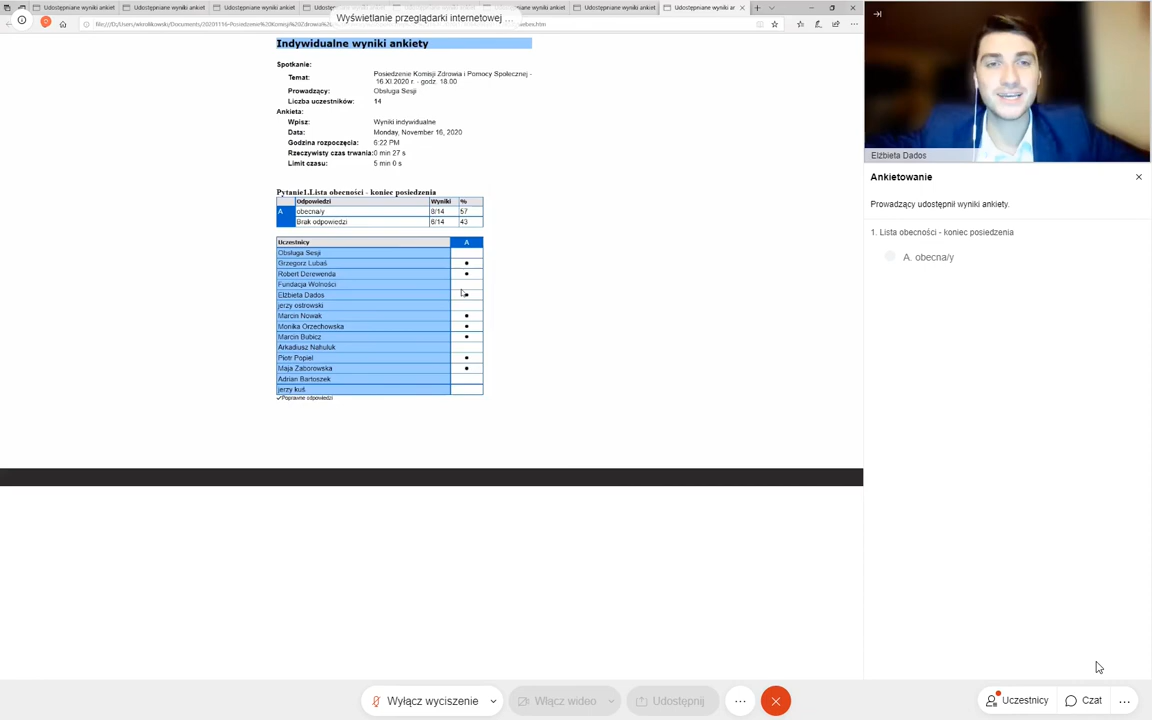 Udostępniane wyniki ankiet
Udostępniane wyniki ankiet
Udostępniane wyniki ankiet
Udostępniane wyniki ankiet
Udostępniane wyniki an
Wyświetlanie przeglądarki internetowej ...
Indywidualne wyniki ankiety
Spotkanie:
Temat: Posiedzenie Komisji Zdrowia i Pomocy Społecznej -
16 XI.2020 r. - godz. 18.00
Prowadzący: Obsługa Sesji
Liczba uczestników: 14
Ankieta:
Wpisz: Wyniki indywidualne
Data: Monday, November 16, 2020
Godzina rozpoczęcia: 6:22 PM
Rzeczywisty czas trwania:0 min 27 s
Limit czasu: 5 min 0 s
Pytanie1.Lista obecności - koniec posiedzenia
Odpowiedzi Wyniki %
A obecna/y 8/14 57
Brak odpowiedzi 6/14 43
Uczestnicy A
Obsługa Sesji
Grzegorz Lubaś
Robert Derewenda
Fundacja Wolności
Elżbieta Dados
jerzy ostrowski
Marcin Nowak
Monika Orzechowska
Marcin Bubicz
Arkadiusz Nahuluk
Piotr Popiel
Maja Zaborowska
Adrian Bartoszek
jerzy kuś
✓Poprawne odpowiedzi
Elżbieta Dados
Ankietowanie
Prowadzący udostępnił wyniki ankiety.
1. Lista obecności - koniec posiedzenia
A. obecna/y
Wyłącz wyciszenie
Włącz wideo
Udostępnij
Uczestnicy
Czat